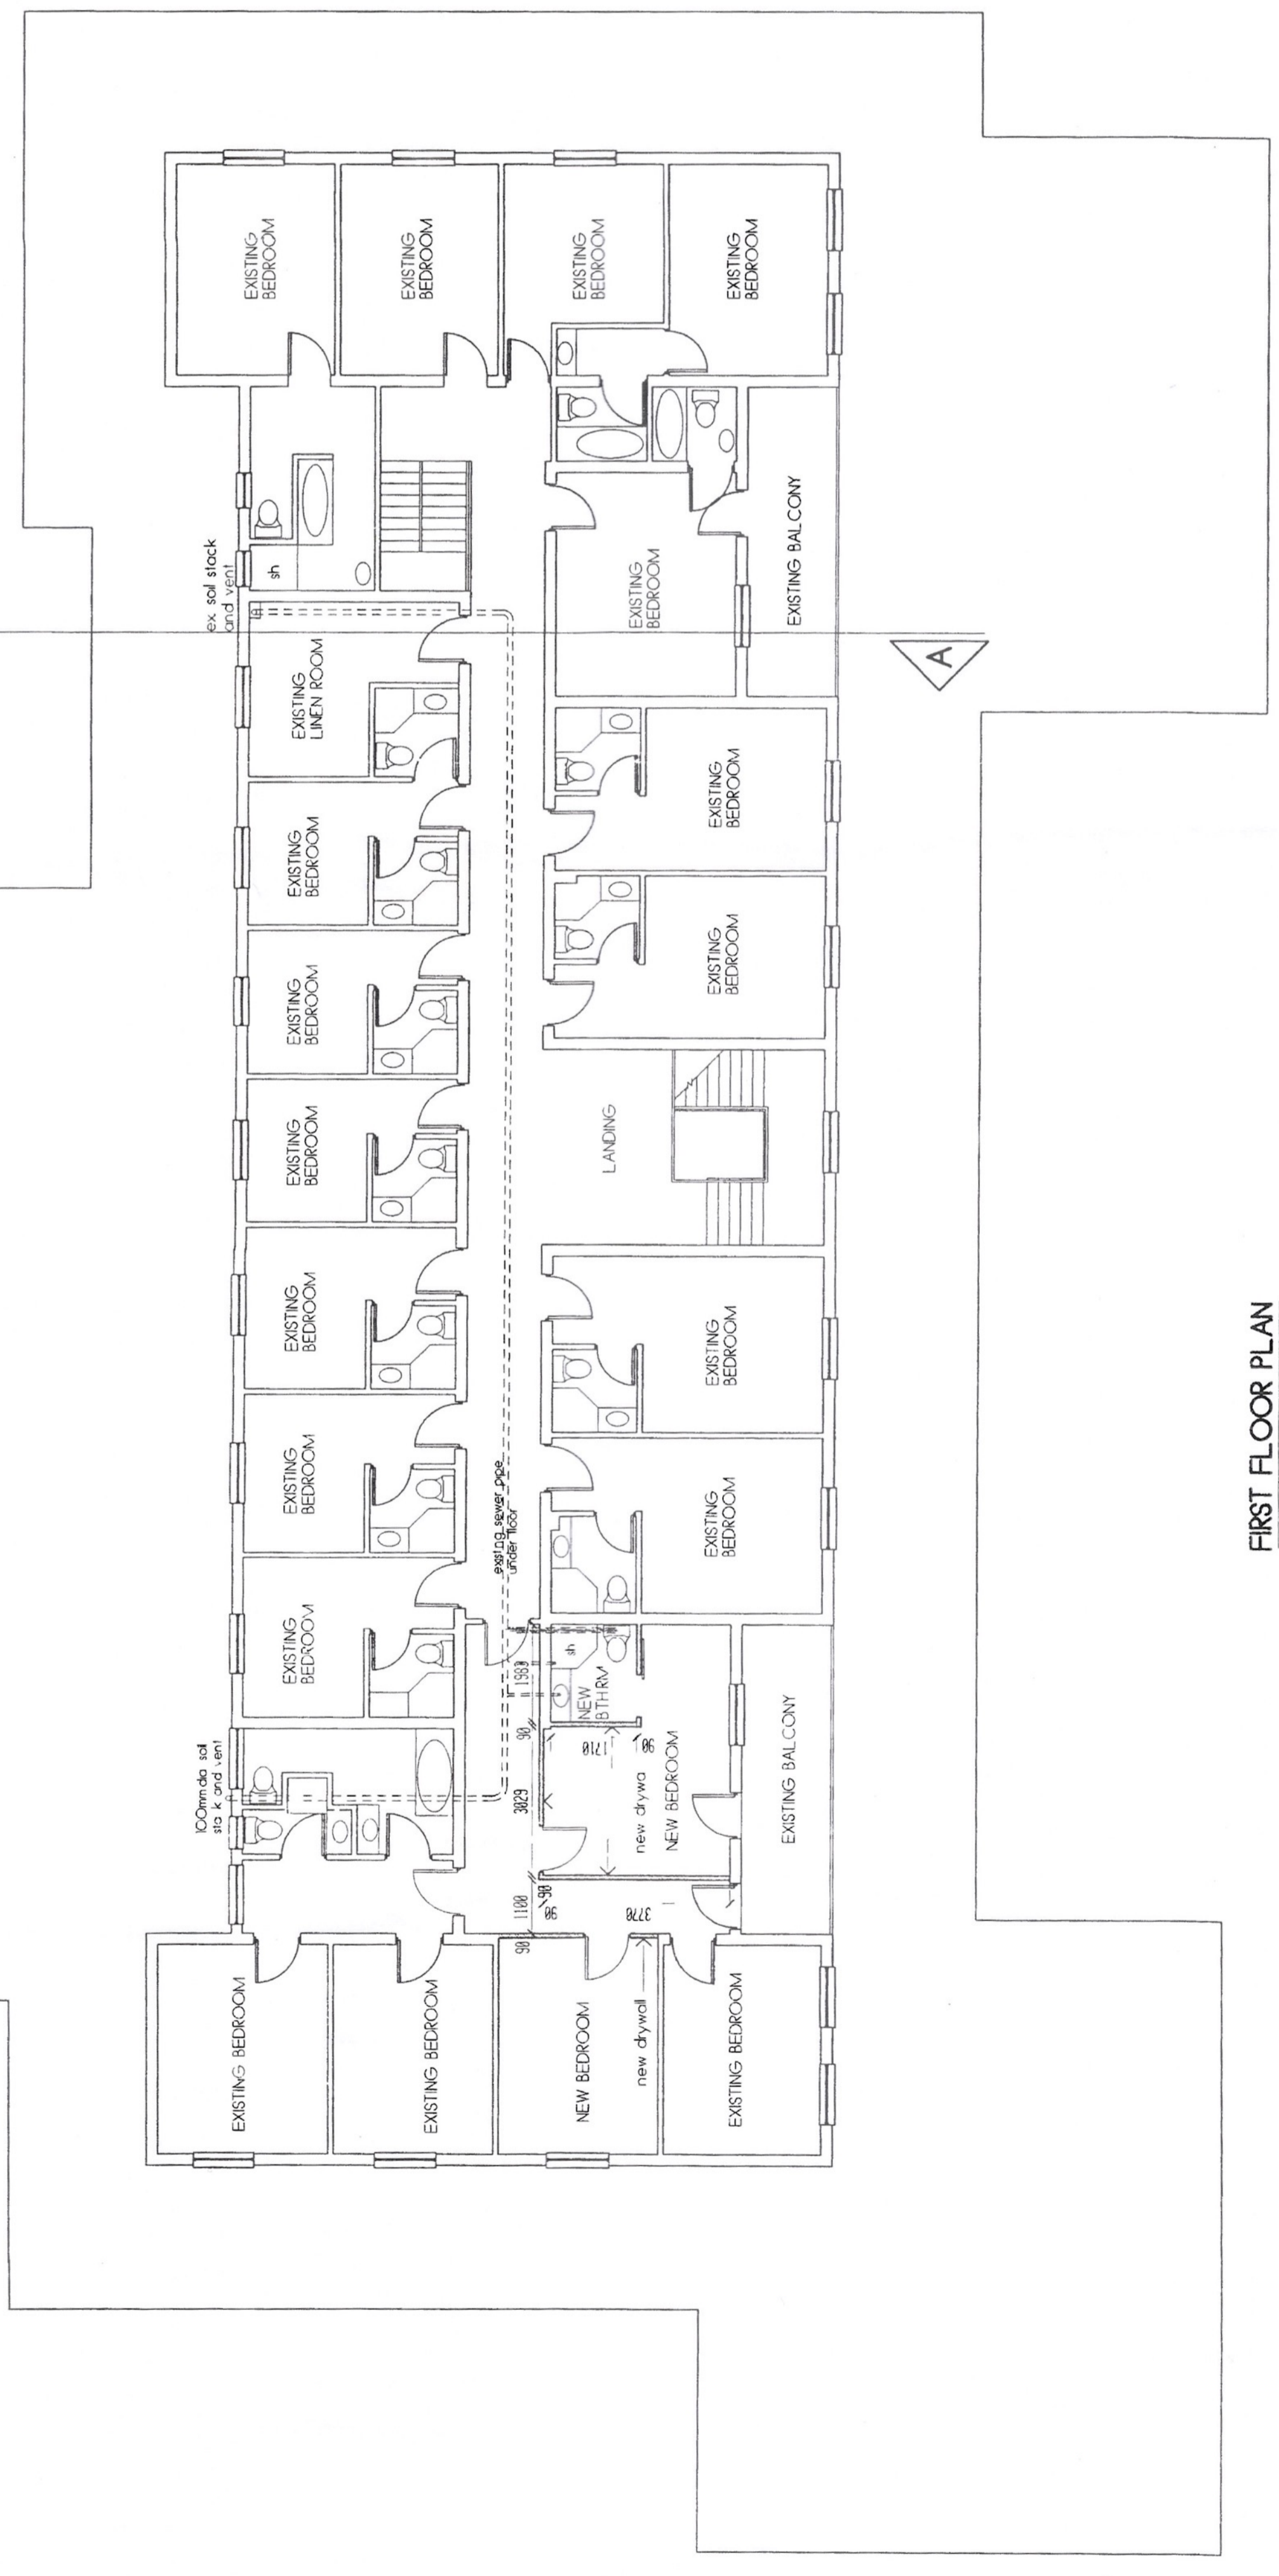 EXISTING BEDROOM
EXISTING BEDROOM
NEW BEDROOM
new drywall
EXISTING BEDROOM
100mm dia soil
sta k and vent
EXISTING
BEDROOM
EXISTING
BEDROOM
EXISTING
BEDROOM
EXISTING
BEDROOM
EXISTING
BEDROOM
EXISTING
BEDROOM
EXISTING
LINEN ROOM
ex soil stack
and vent
sh
EXISTING
BEDROOM
EXISTING
BEDROOM
EXISTING
BEDROOM
EXISTING
BEDROOM
existing sewer pipe
under floor
90
1100
3029
90
1983
90
90
3770
1710
90
sh
NEW
BTHRM
new drywa
NEW BEDROOM
EXISTING BALCONY
EXISTING
BEDROOM
EXISTING
BEDROOM
LANDING
EXISTING
BEDROOM
EXISTING
BEDROOM
EXISTING
BEDROOM
EXISTING BALCONY
A
FIRST FLOOR PLAN